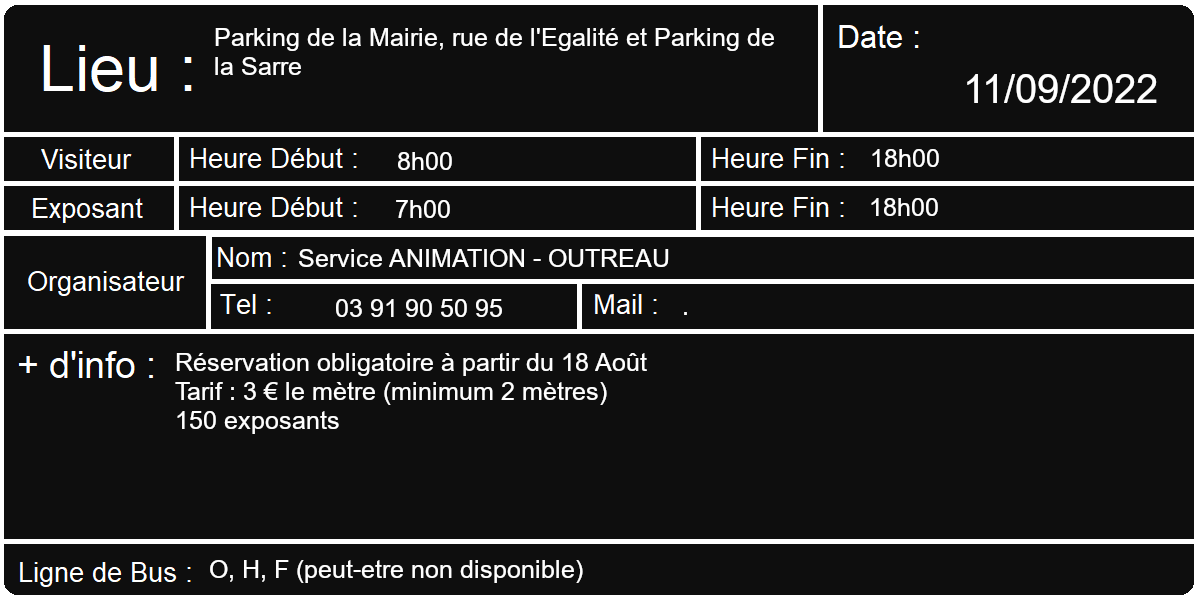 Lieu : Parking de la Mairie, rue de l'Egalité et Parking de
la Sarre
Date :
11/09/2022
Visiteur Heure Début : 8h00 Heure Fin : 18h00
Exposant Heure Début : 7h00 Heure Fin : 18h00
Organisateur
Nom : Service ANIMATION - OUTREAU
Tel : 03 91 90 50 95 Mail : .
+ d'info : Réservation obligatoire à partir du 18 Août
Tarif : 3 € le mètre (minimum 2 mètres)
150 exposants
Ligne de Bus : O, H, F (peut-etre non disponible)